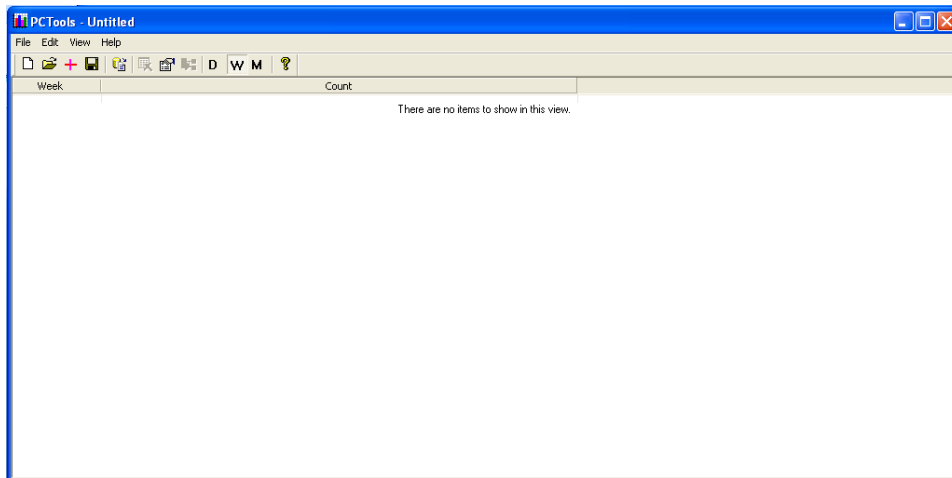 PCTools - Untitled
File Edit View Help
D W M ?
Week Count
There are no items to show in this view.